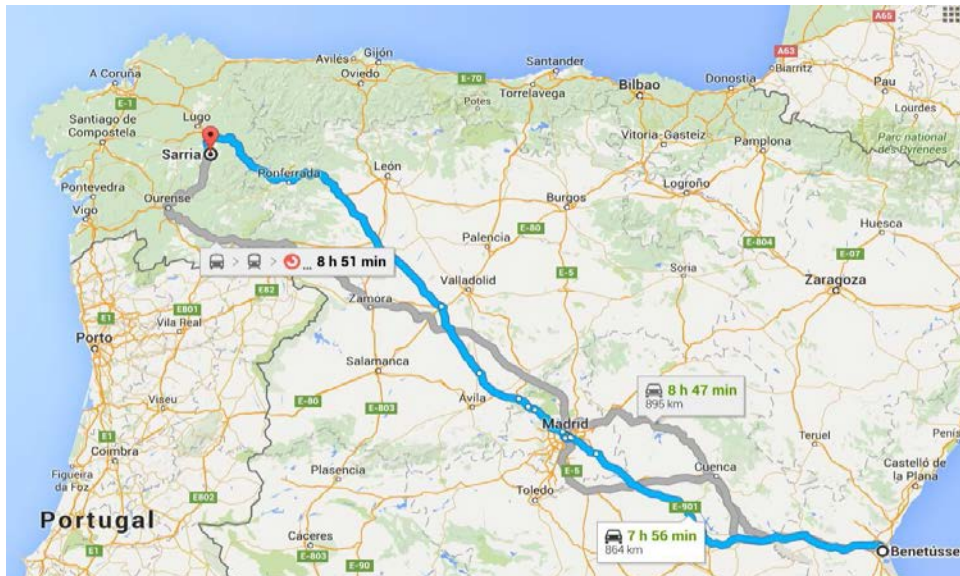 A65
A63
Gijón
Avilés
Oviedo
E-70
Santander
Torrelavega
Potes
Bilbao
Donostia
Biarritz
Pau
Lourdes
A Coruña
E-1
Santiago de
Compostela
Lugo
Sarria
Ponferrada
León
Vitoria-Gasteiz
Pamplona
Parc national
des Pyrénées
Pontevedra
Vigo
Ourense
Burgos
Logroño
Huesca
E-80
E-804
E-07
Palencia
> > ... 8 h 51 min
E-5
Soria
Zaragoza
E82
E801
Zamora
Valladolid
E1
Porto
Vila Real
Salamanca
E-80
E-803
Ávila
8 h 47 min
895 km
Viseu
Madrid
Teruel
E1
Coimbra
Figueira
da Foz
E802
Plasencia
E-5
Toledo
Cuenca
Castelló de
la Plana
Portugal
E-901
E1
Cáceres
E-803
E-90
7 h 56 min
864 km
Benetússe